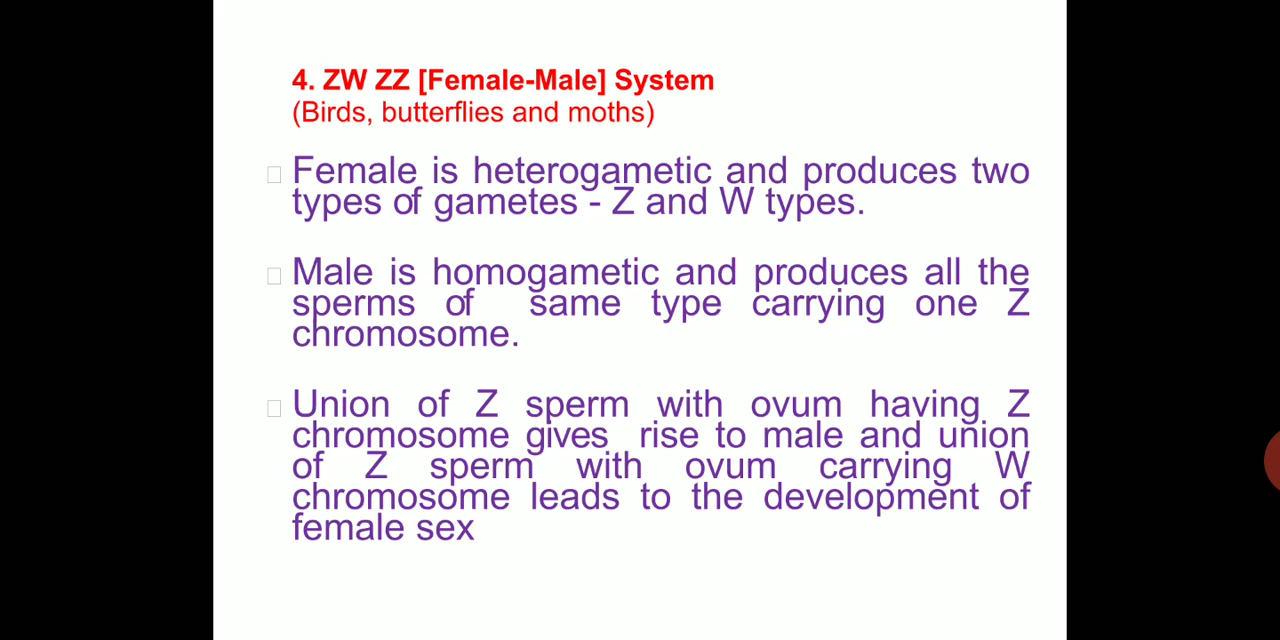 4. ZW ZZ [Female-Male] System
(Birds, butterflies and moths)
Female is heterogametic and produces two
types of gametes - Z and W types.
Male is homogametic and produces all the
sperms of same type carrying one Z
chromosome.
Union of Z sperm with ovum having Z
chromosome gives rise to male and union
of Z sperm with ovum carrying W
chromosome leads to the development of
female sex